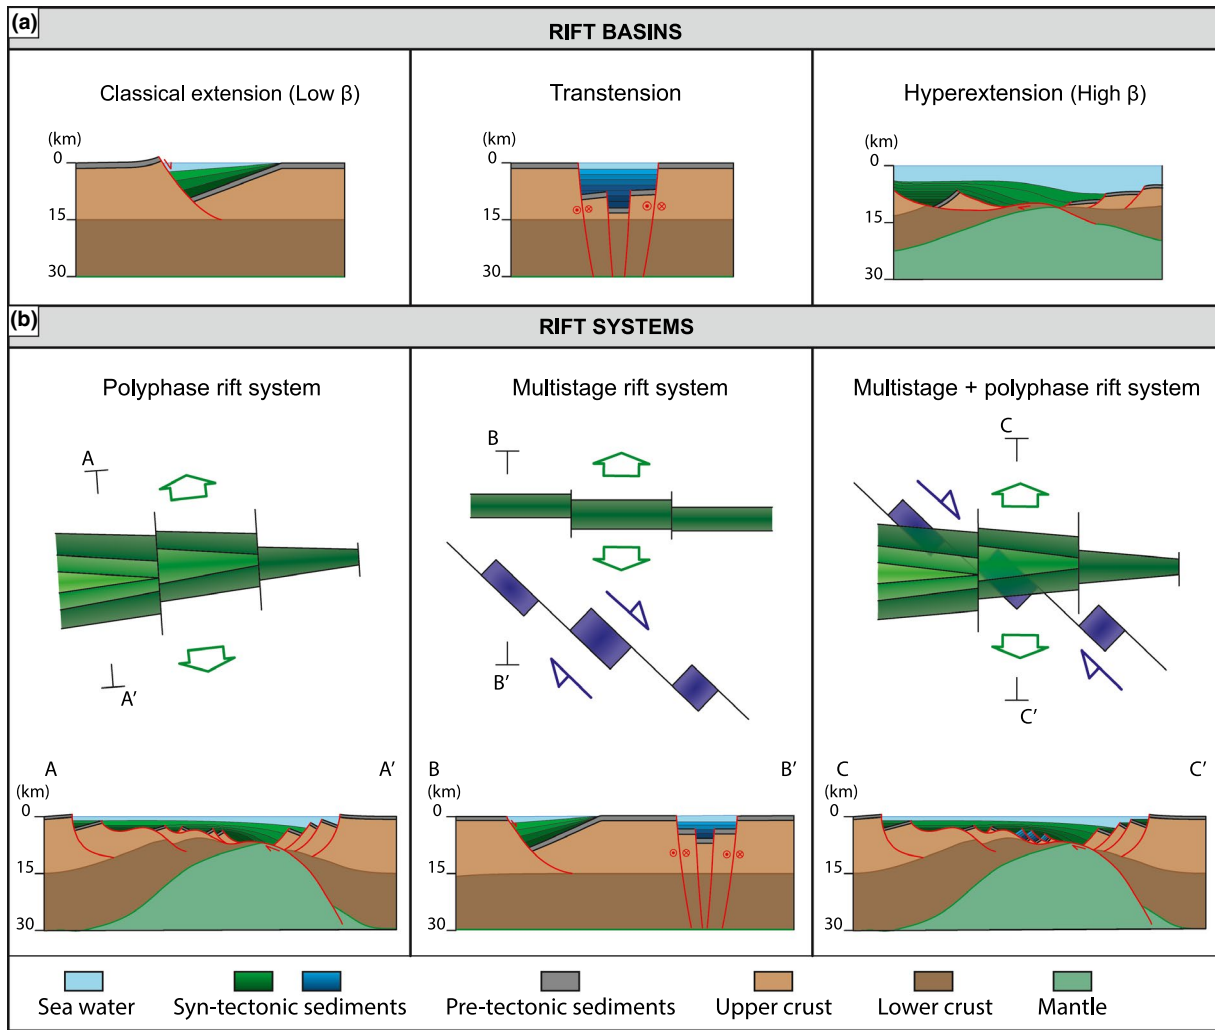 (a)
RIFT BASINS
Classical extension (Low β)
Transtension
Hyperextension (High β)
(km)
0
15
30
(km)
0
15
30
(km)
0
15
30
(b)
RIFT SYSTEMS
Polyphase rift system
Multistage rift system
Multistage + polyphase rift system
A
A'
B
B'
C
C'
A A'
(km)
0
15
30
B B'
(km)
0
15
30
C C'
(km)
0
15
30
Sea water
Syn-tectonic sediments
Pre-tectonic sediments
Upper crust
Lower crust
Mantle